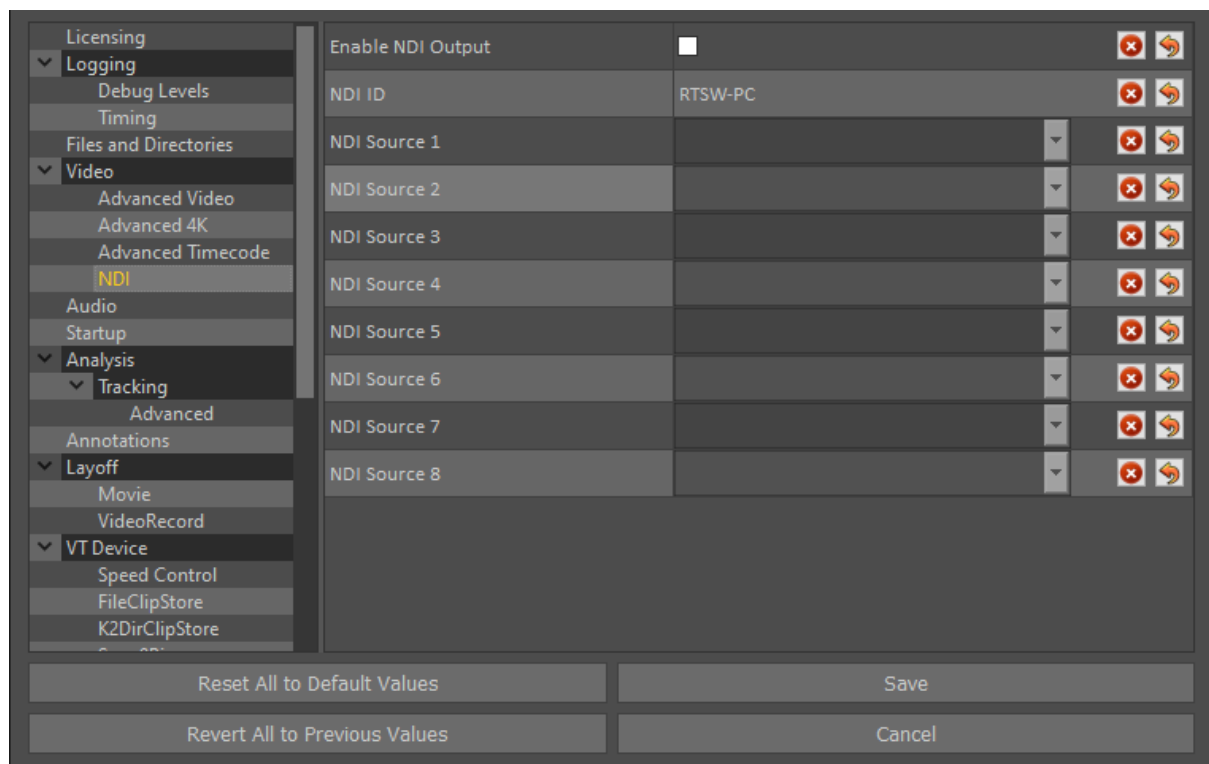 Licensing
Logging
Debug Levels
Timing
Files and Directories
Video
Advanced Video
Advanced 4K
Advanced Timecode
NDI
Audio
Startup
Analysis
Tracking
Advanced
Annotations
Layoff
Movie
VideoRecord
VT Device
Speed Control
FileClipStore
K2DirClipStore
Enable NDI Output
NDI ID RTSW-PC
NDI Source 1
NDI Source 2
NDI Source 3
NDI Source 4
NDI Source 5
NDI Source 6
NDI Source 7
NDI Source 8
Reset All to Default Values
Save
Revert All to Previous Values
Cancel